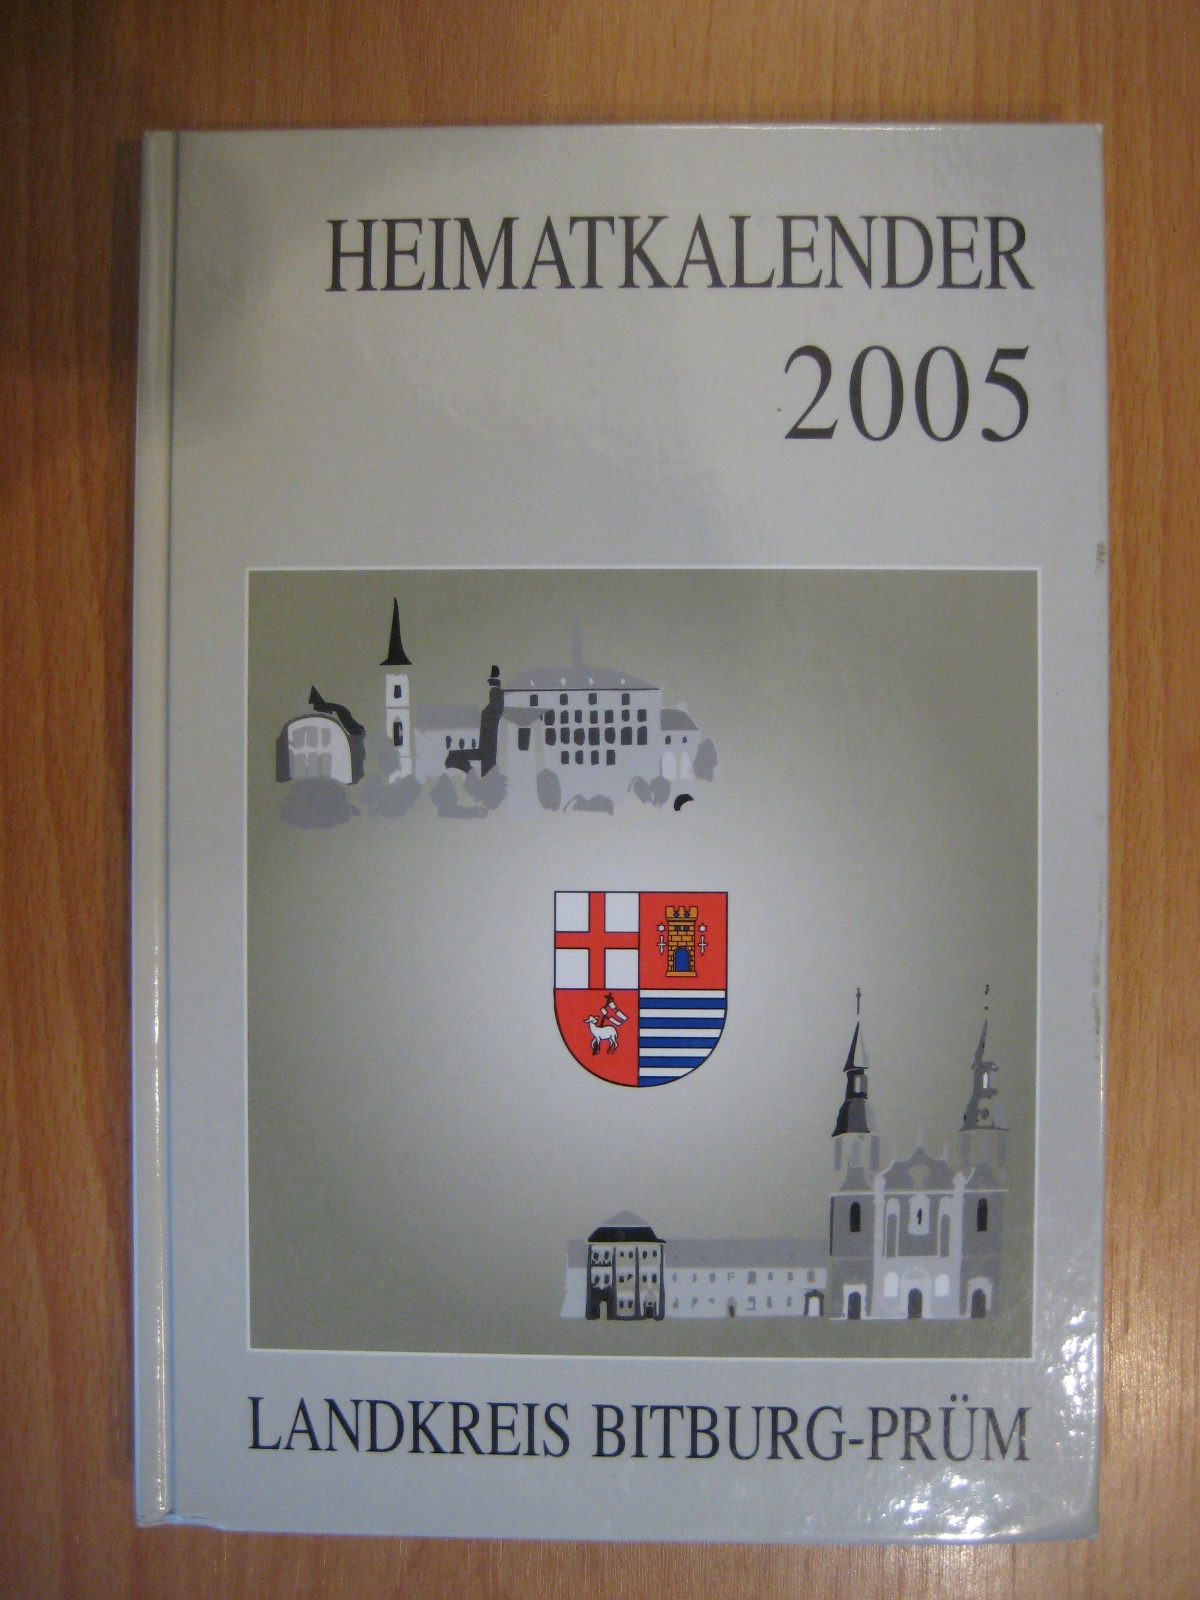 HEIMATKALENDER
2005
LANDKREIS BITBURG-PRÜM